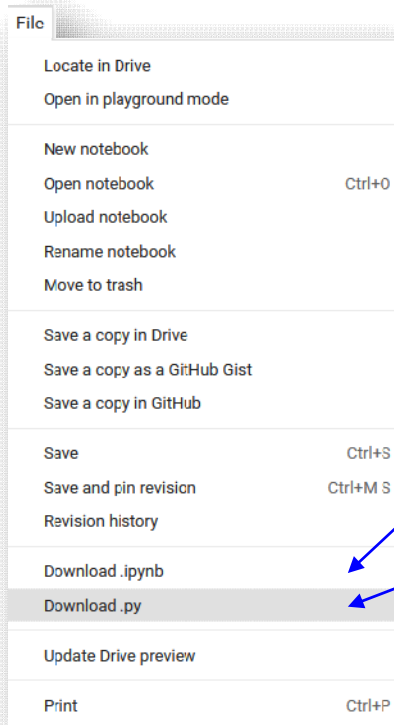 File
Locate in Drive
Open in playground mode
New notebook
Open notebook Ctrl+O
Upload notebook
Rename notebook
Move to trash
Save a copy in Drive
Save a copy as a GitHub Gist
Save a copy in GitHub
Save Ctrl+S
Save and pin revision Ctrl+M S
Revision history
Download .ipynb
Download .py
Update Drive preview
Print Ctrl+P